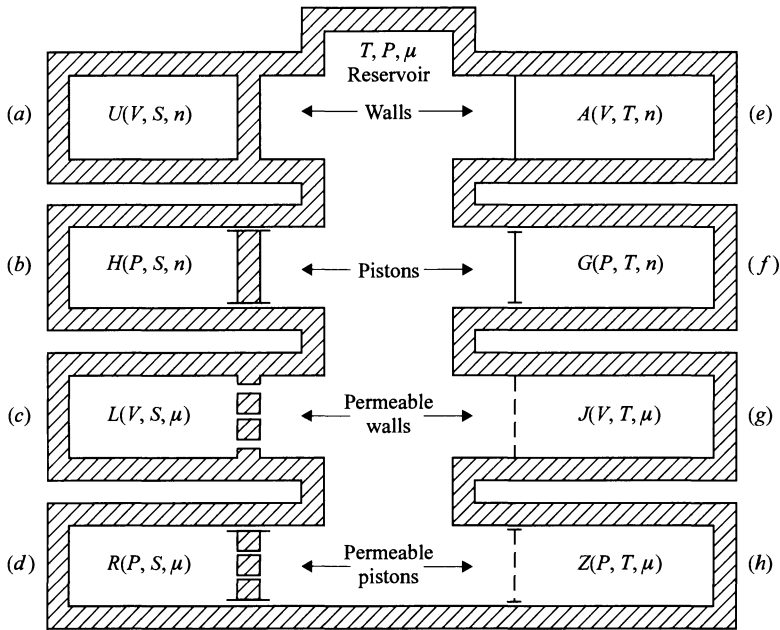 T, P, μ
Reservoir
(a) U(V, S, n) Walls A(V, T, n) (e)
(b) H(P, S, n) Pistons G(P, T, n) (f)
(c) L(V, S, μ) Permeable walls J(V, T, μ) (g)
(d) R(P, S, μ) Permeable pistons Z(P, T, μ) (h)